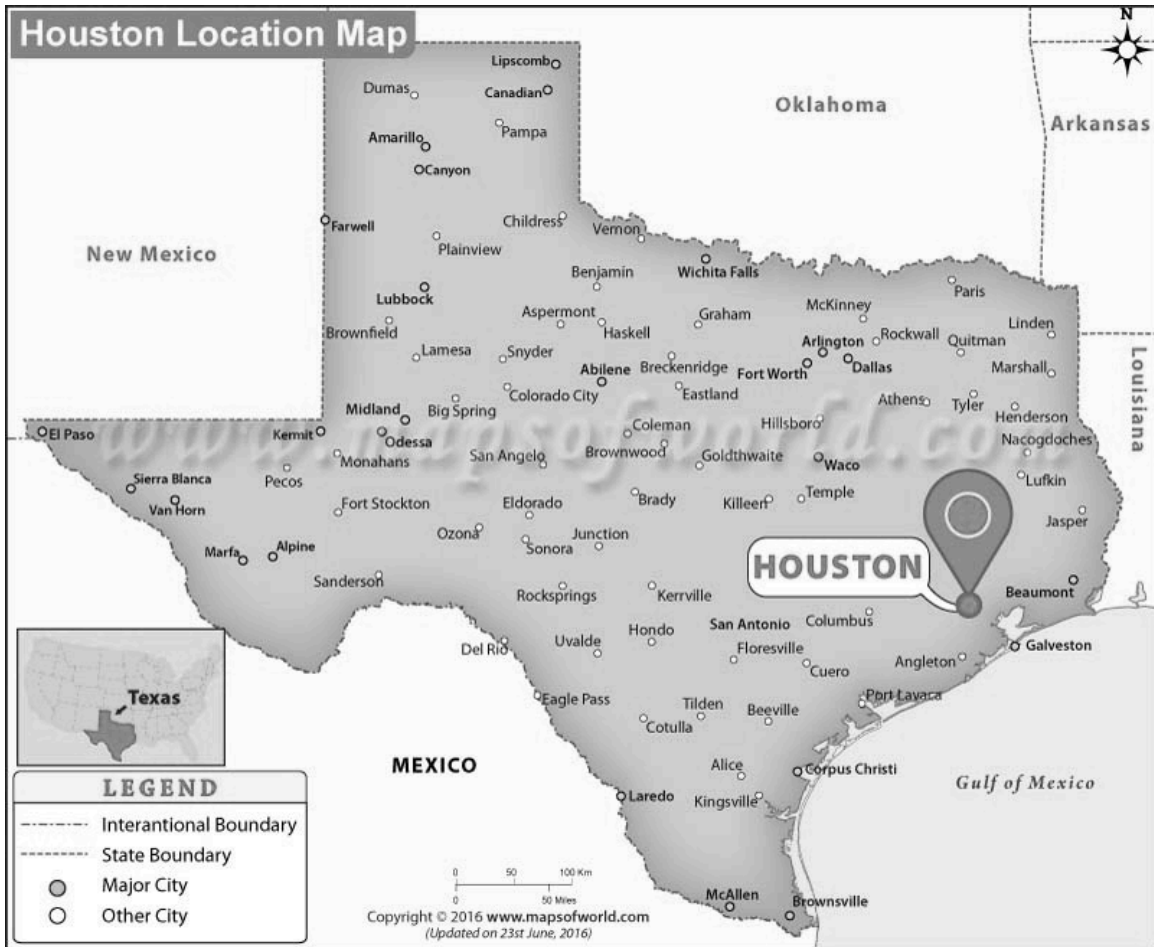 Houston Location Map
N
Lipscomb
Dumas
Canadian
Oklahoma
Arkansas
Pampa
Amarillo
Canyon
Childress
Farwell
Vernon
Plainview
New Mexico
Benjamin
Wichita Falls
Paris
Lubbock
McKinney
Aspermont
Graham
Linden
Brownfield
Haskell
Rockwall
Quitman
Arlington
Lamesa
Snyder
Breckenridge
Marshall
Louisiana
Abilene
Fort Worth
Dallas
Colorado City
Eastland
Big Spring
Athens
Tyler
Midland
Henderson
Hillsboro
Coleman
El Paso
Kermit
www.mapsofworld.com
Odessa
Nacogdoches
Brownwood
Goldthwaite
San Angelo
Monahans
Waco
Pecos
Lufkin
Sierra Blanca
Brady
Killeen
Temple
Van Horn
Fort Stockton
Eldorado
Jasper
Ozona
Junction
Sonora
Marfa
Alpine
HOUSTON
Sanderson
Rocksprings
Kerrville
Beaumont
San Antonio
Columbus
Hondo
Uvalde
Del Rio
Floresville
Galveston
Angleton
Cuero
Texas
Eagle Pass
Port Lavaca
Tilden
Beeville
Cotulla
MEXICO
Alice
Corpus Christi
Gulf of Mexico
LEGEND
Laredo
Kingsville
Interantional Boundary
State Boundary
Major City
Other City
0 50 100 Km
0 50 Miles
McAllen
Brownsville
Copyright © 2016 www.mapsofworld.com
(Updated on 23st June, 2016)